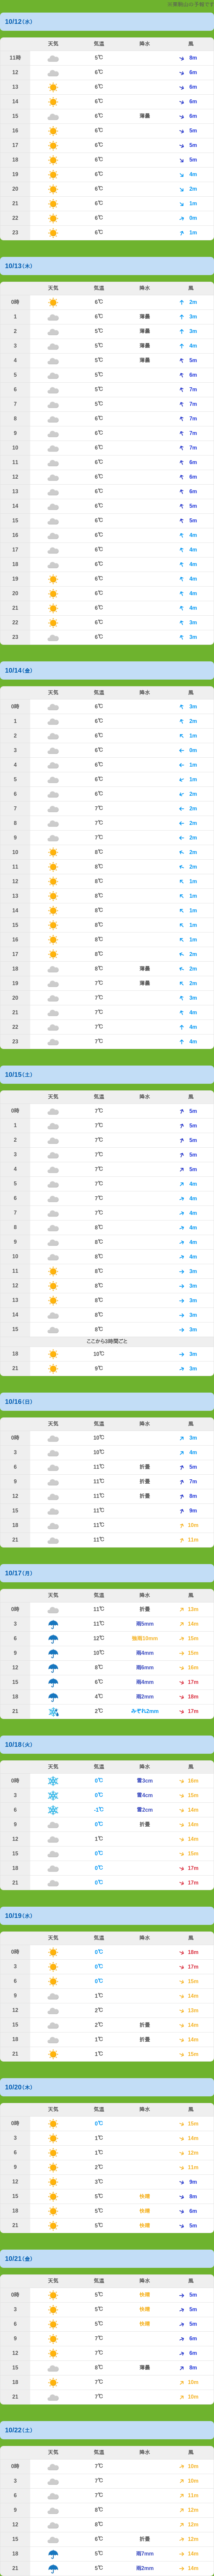 10/12(水)
天気 気温 降水 風
11時 5℃ 8m
12 6℃ 6m
13 6℃ 6m
14 6℃ 6m
15 6℃ 薄曇 6m
16 6℃ 5m
17 6℃ 5m
18 6℃ 5m
19 6℃ 4m
20 6℃ 2m
21 6℃ 1m
22 6℃ 0m
23 6℃ 1m
10/13(木)
天気 気温 降水 風
0時 6℃ 2m
1 6℃ 薄曇 3m
2 5℃ 薄曇 3m
3 5℃ 薄曇 4m
4 5℃ 薄曇 5m
5 6℃ 6m
6 5℃ 7m
7 5℃ 7m
8 6℃ 7m
9 6℃ 7m
10 6℃ 7m
11 6℃ 6m
12 6℃ 6m
13 6℃ 6m
14 6℃ 5m
15 6℃ 5m
16 6℃ 4m
17 6℃ 4m
18 6℃ 4m
19 6℃ 4m
20 6℃ 4m
21 6℃ 4m
22 6℃ 3m
23 6℃ 3m
10/14(金)
天気 気温 降水 風
0時 6℃ 3m
1 6℃ 2m
2 6℃ 1m
3 6℃ 0m
4 6℃ 1m
5 6℃ 1m
6 6℃ 2m
7 7℃ 2m
8 7℃ 2m
9 7℃ 2m
10 8℃ 2m
11 8℃ 2m
12 8℃ 1m
13 8℃ 1m
14 8℃ 1m
15 8℃ 1m
16 8℃ 1m
17 8℃ 2m
18 8℃ 薄曇 2m
19 7℃ 薄曇 2m
20 7℃ 3m
21 7℃ 4m
22 7℃ 4m
23 7℃ 4m
10/15(土)
天気 気温 降水 風
0時 7℃ 5m
1 7℃ 5m
2 7℃ 5m
3 7℃ 5m
4 7℃ 5m
5 7℃ 4m
6 7℃ 4m
7 7℃ 4m
8 8℃ 4m
9 8℃ 4m
10 8℃ 4m
11 8℃ 3m
12 8℃ 3m
13 8℃ 3m
14 8℃ 3m
15 8℃ 3m
ここから3時間ごと
18 10℃ 3m
21 9℃ 3m
10/16(日)
天気 気温 降水 風
0時 10℃ 3m
3 10℃ 4m
6 11℃ 折曇 5m
9 11℃ 折曇 7m
12 11℃ 折曇 8m
15 11℃ 9m
18 11℃ 10m
21 11℃ 11m
10/17(月)
天気 気温 降水 風
0時 11℃ 折曇 13m
3 11℃ 雨5mm 14m
6 12℃ 強雨10mm 15m
9 10℃ 雨4mm 15m
12 8℃ 雨6mm 16m
15 6℃ 雨4mm 17m
18 4℃ 雨2mm 18m
21 2℃ みぞれ2mm 17m
10/18(火)
天気 気温 降水 風
0時 0℃ 雪3cm 16m
3 0℃ 雪4cm 15m
6 -1℃ 雪2cm 14m
9 0℃ 折曇 14m
12 1℃ 14m
15 0℃ 15m
18 0℃ 17m
21 0℃ 17m
10/19(水)
天気 気温 降水 風
0時 0℃ 18m
3 0℃ 17m
6 0℃ 15m
9 1℃ 14m
12 2℃ 13m
15 2℃ 折曇 14m
18 1℃ 折曇 14m
21 1℃ 15m
10/20(木)
天気 気温 降水 風
0時 0℃ 15m
3 1℃ 14m
6 1℃ 12m
9 2℃ 11m
12 3℃ 9m
15 5℃ 快晴 8m
18 5℃ 快晴 6m
21 5℃ 快晴 5m
10/21(金)
天気 気温 降水 風
0時 5℃ 快晴 5m
3 5℃ 快晴 5m
6 5℃ 快晴 5m
9 7℃ 6m
12 7℃ 6m
15 8℃ 薄曇 8m
18 7℃ 10m
21 7℃ 10m
10/22(土)
天気 気温 降水 風
0時 7℃ 10m
3 7℃ 10m
6 7℃ 11m
9 8℃ 12m
12 8℃ 12m
15 6℃ 折曇 12m
18 5℃ 雨7mm 14m
21 5℃ 雨2mm 14m